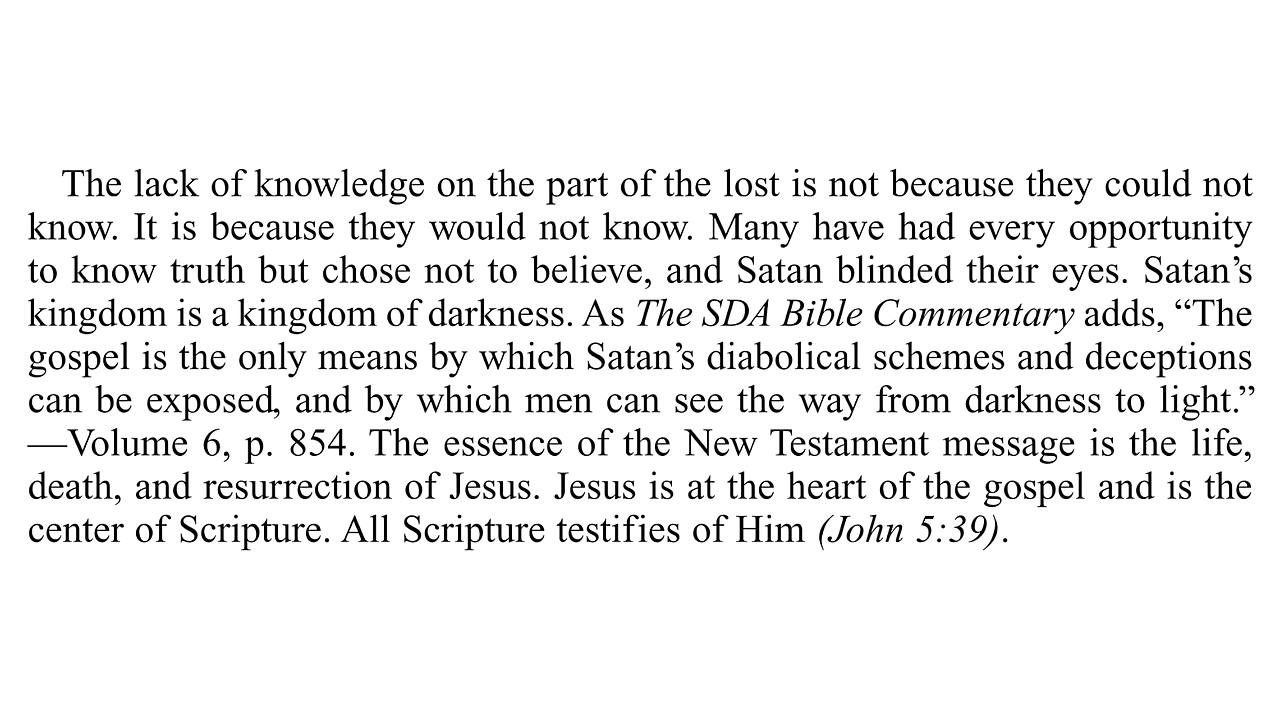 The lack of knowledge on the part of the lost is not because they could not
know. It is because they would not know. Many have had every opportunity
to know truth but chose not to believe, and Satan blinded their eyes. Satan’s
kingdom is a kingdom of darkness. As The SDA Bible Commentary adds, “The
gospel is the only means by which Satan’s diabolical schemes and deceptions
can be exposed, and by which men can see the way from darkness to light.”
—Volume 6, p. 854. The essence of the New Testament message is the life,
death, and resurrection of Jesus. Jesus is at the heart of the gospel and is the
center of Scripture. All Scripture testifies of Him (John 5:39).